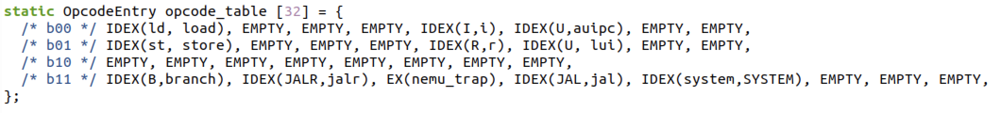 static OpcodeEntry opcode_table [32] = {
  /* b00 */ IDEX(ld, load), EMPTY, EMPTY, EMPTY, IDEX(I,i), IDEX(U,auipc), EMPTY, EMPTY,
  /* b01 */ IDEX(st, store), EMPTY, EMPTY, EMPTY, IDEX(R,r), IDEX(U, lui), EMPTY, EMPTY,
  /* b10 */ EMPTY, EMPTY, EMPTY, EMPTY, EMPTY, EMPTY, EMPTY, EMPTY,
  /* b11 */ IDEX(B,branch), IDEX(JALR,jalr), EX(nemu_trap), IDEX(JAL,jal), IDEX(system,SYSTEM), EMPTY, EMPTY, EMPTY,
};